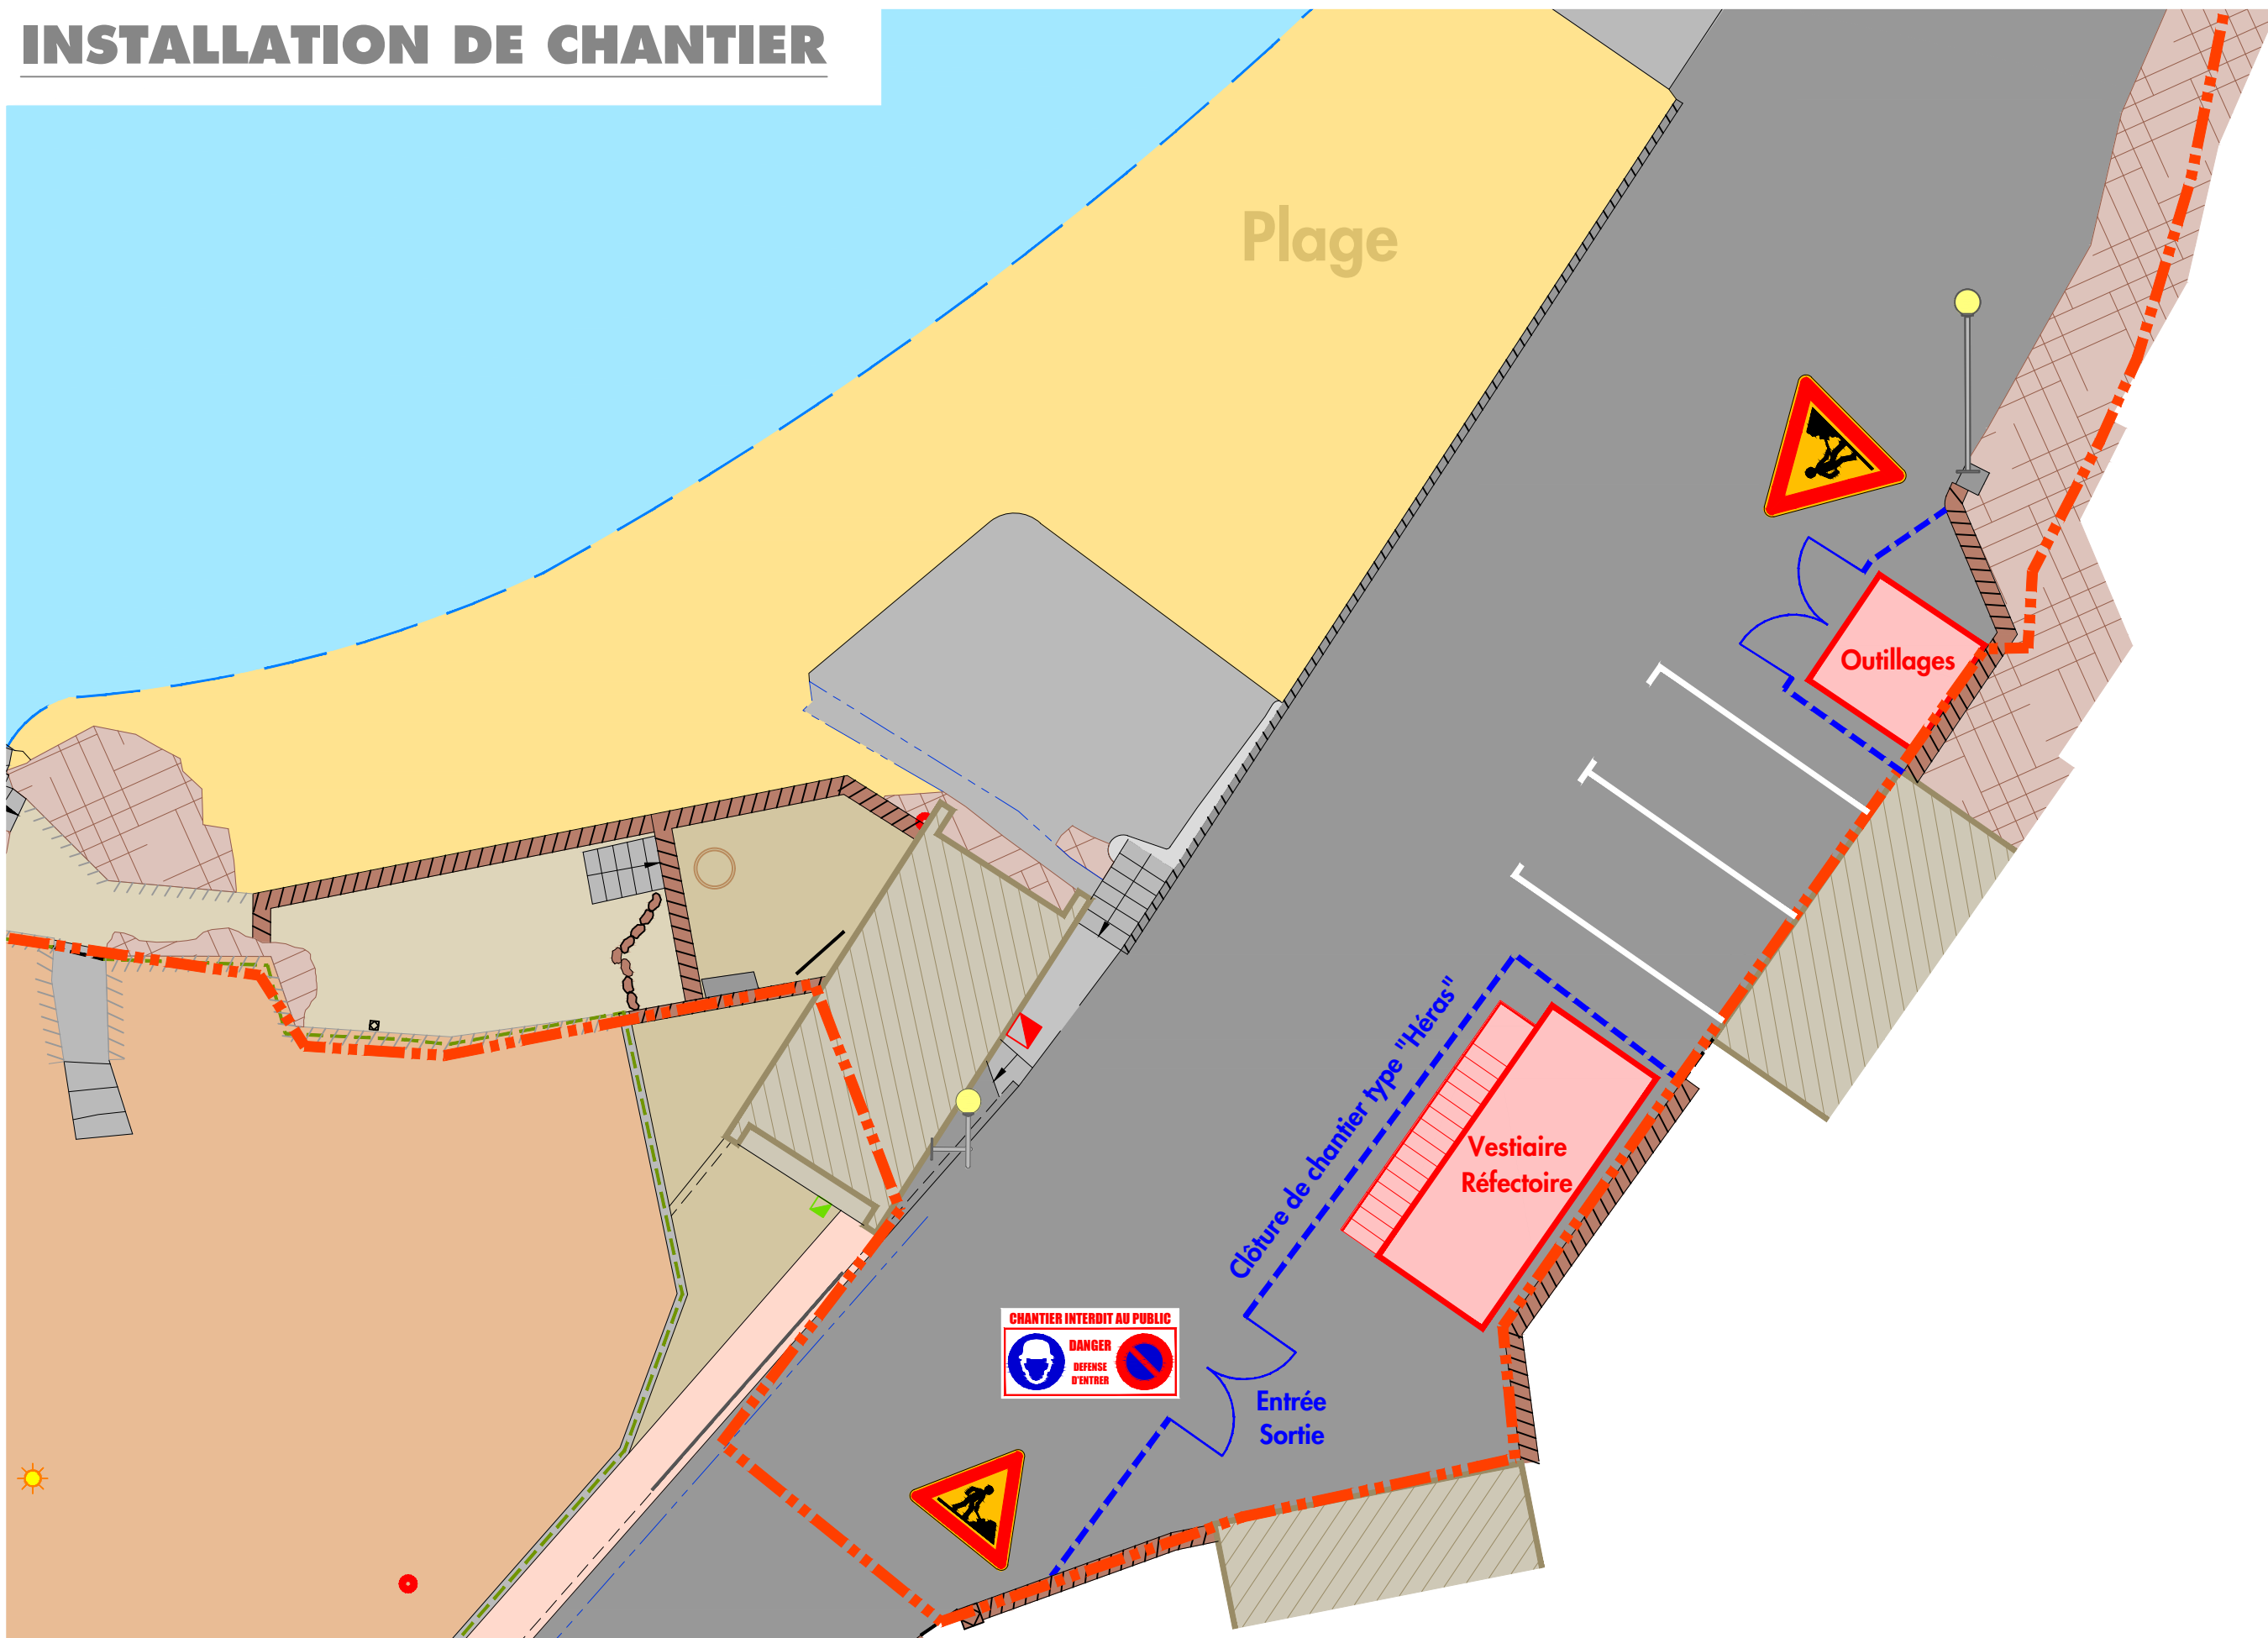 INSTALLATION DE CHANTIER
Plage
Outillages
Clôture de chantier type "Héras"
Vestiaire
Réfectoire
CHANTIER INTERDIT AU PUBLIC
DANGER
DEFENSE
D'ENTRER
Entrée
Sortie